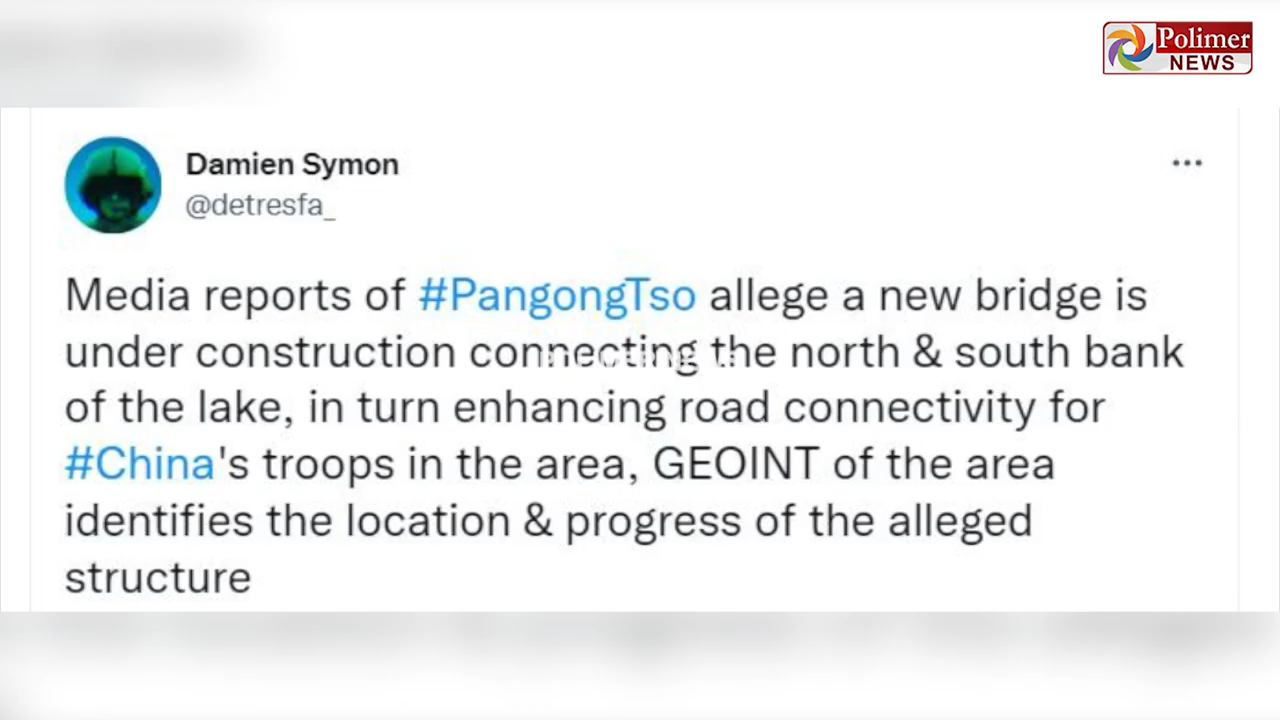 Polimer
NEWS
Damien Symon
@detresfa_
Media reports of #PangongTso allege a new bridge is
under construction connecting the north & south bank
of the lake, in turn enhancing road connectivity for
#China's troops in the area, GEOINT of the area
identifies the location & progress of the alleged
structure